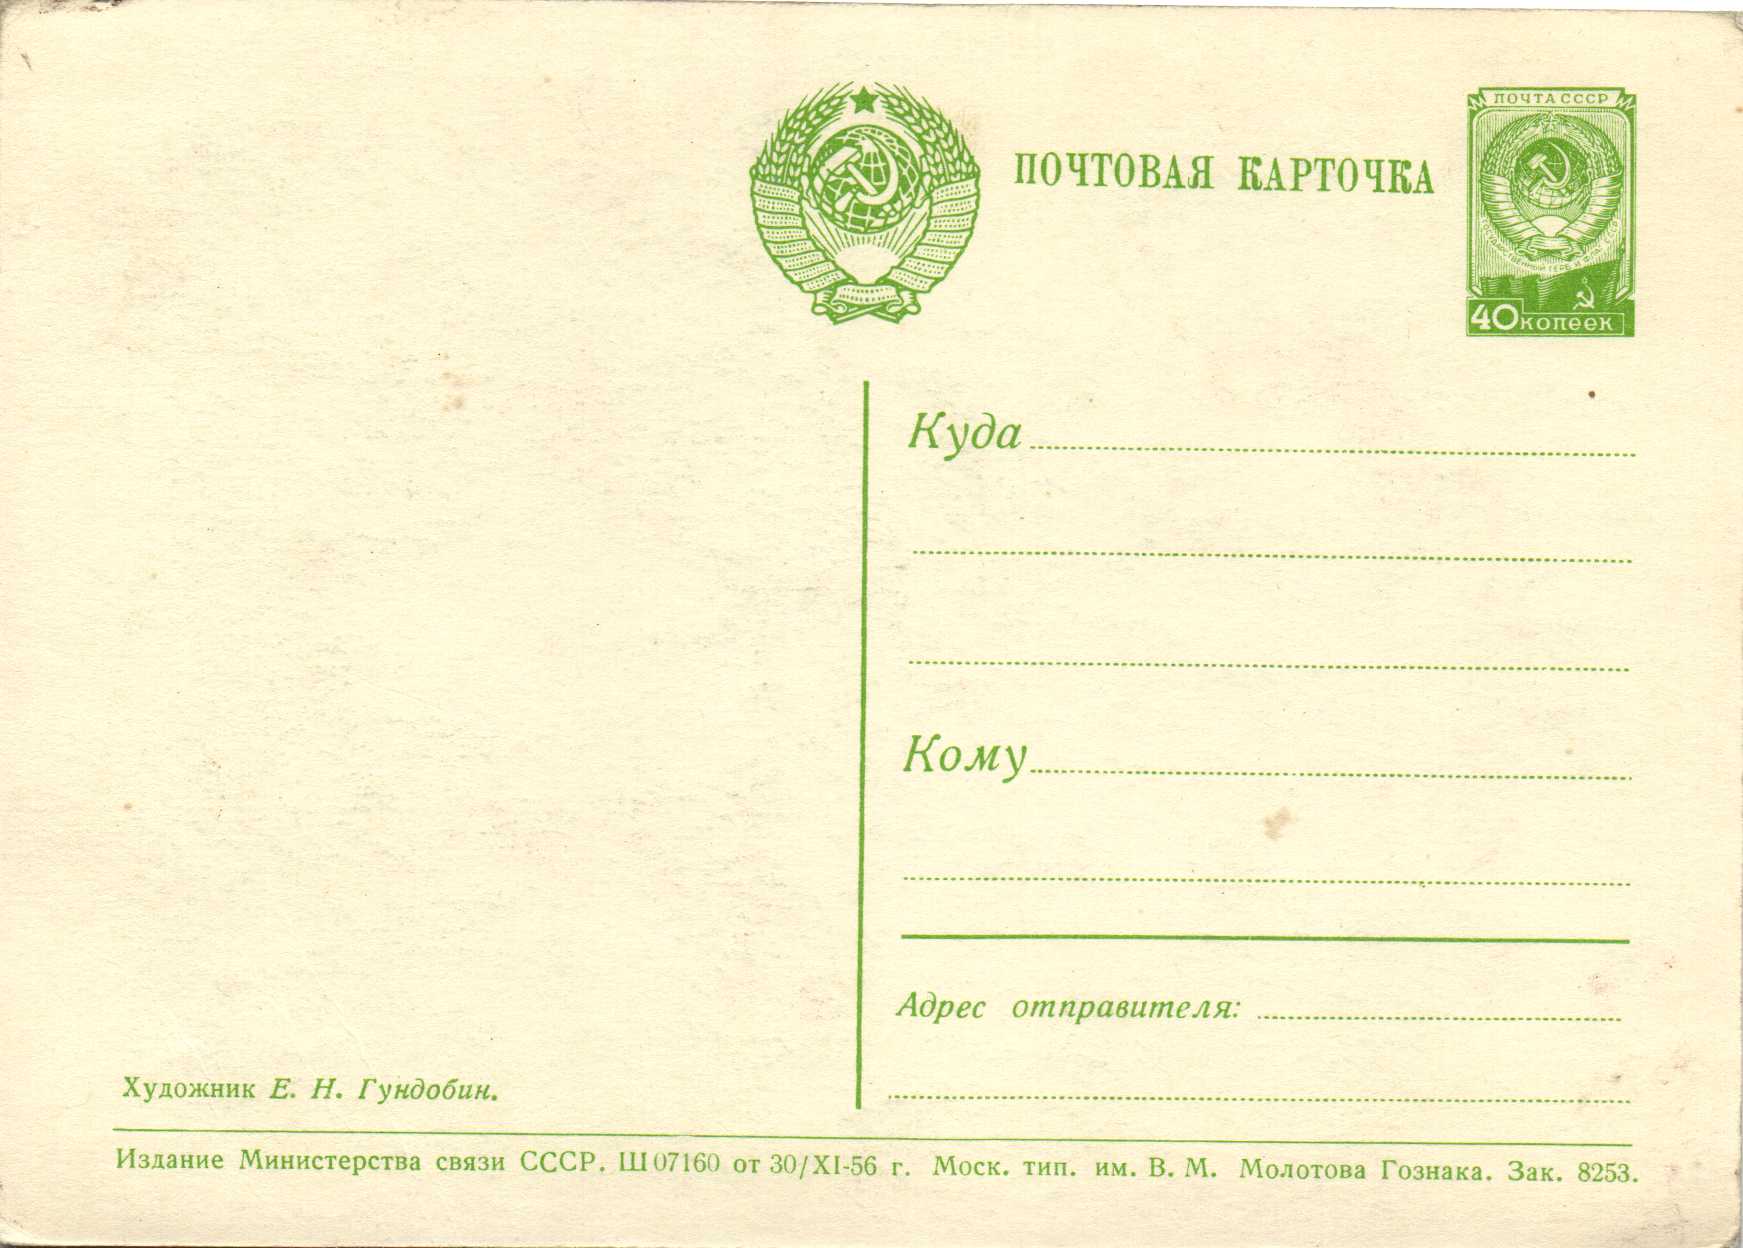 ПОЧТОВАЯ КАРТОЧКА
ПОЧТА СССР
40 копеек
Куда
Кому
Адрес отправителя:
Художник Е. Н. Гундобин.
Издание Министерства связи СССР. Ш 07160 от 30/XI-56 г. Моск. тип. им. В. М. Молотова Гознака. Зак. 8253.